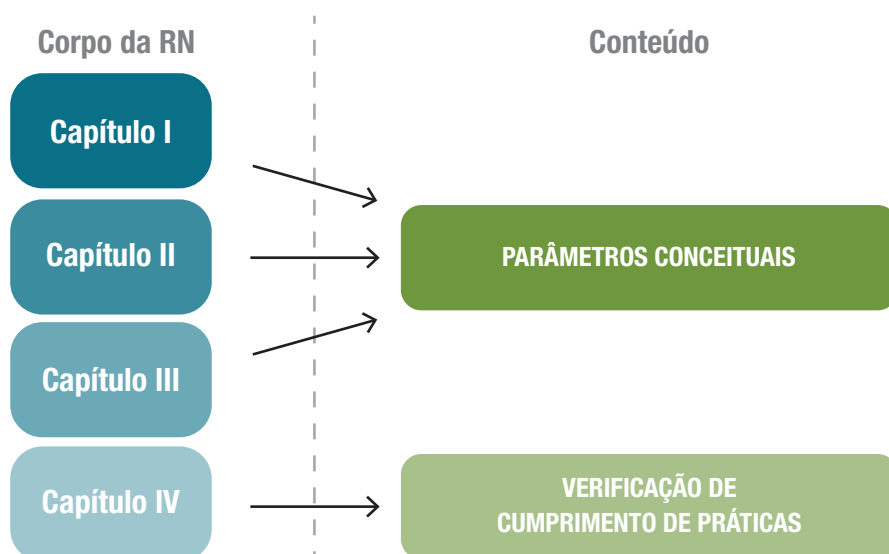 Corpo da RN
Conteúdo
Capítulo I
Capítulo II
PARÂMETROS CONCEITUAIS
Capítulo III
Capítulo IV
VERIFICAÇÃO DE
CUMPRIMENTO DE PRÁTICAS